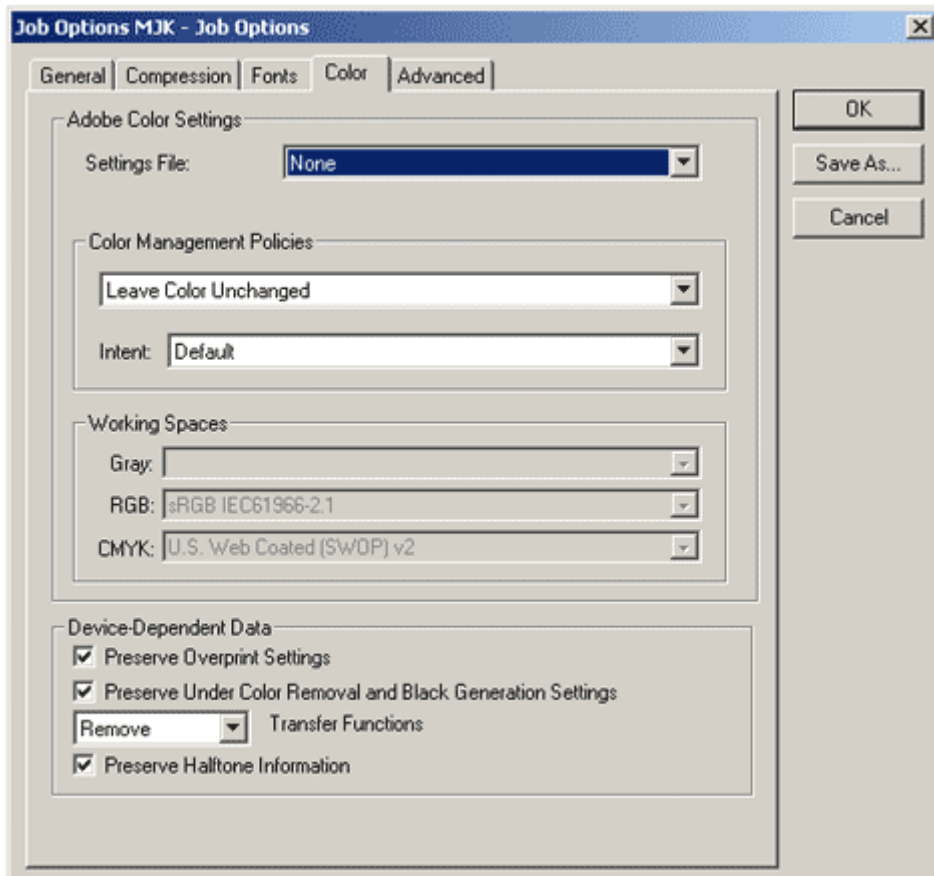 Job Options MJK - Job Options
General Compression Fonts Color Advanced
OK
Save As...
Cancel
Adobe Color Settings
Settings File: None
Color Management Policies
Leave Color Unchanged
Intent: Default
Working Spaces
Gray:
RGB: sRGB IEC61966-2.1
CMYK: U.S. Web Coated (SWOP) v2
Device-Dependent Data
Preserve Overprint Settings
Preserve Under Color Removal and Black Generation Settings
Remove Transfer Functions
Preserve Halftone Information